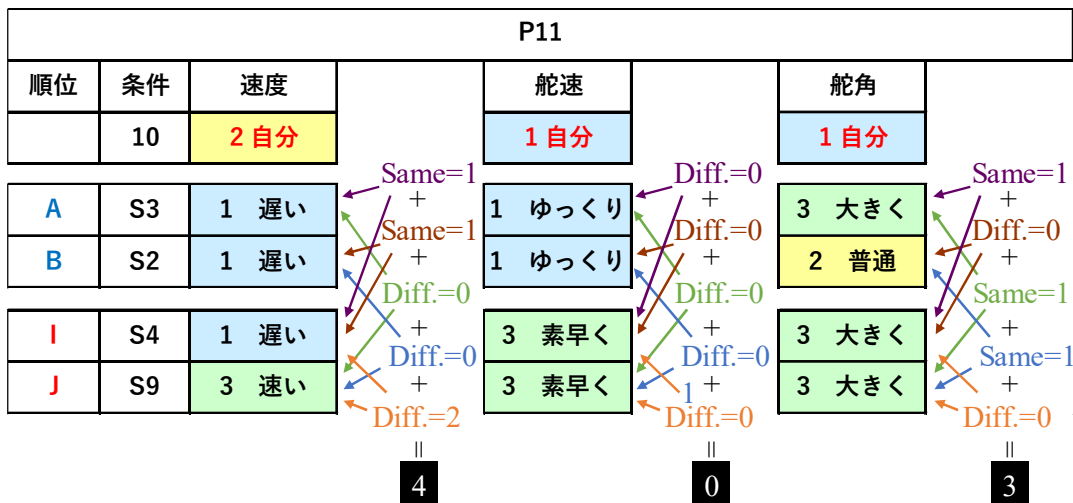 P11
順位 条件 速度 舵速 舵角
10 2 自分 1 自分 1 自分
Same=1 Diff.=0 Same=1
+ + +
A S3 1 遅い 1 ゆっくり 3 大きく
Same=1 Diff.=0 Diff.=0
B S2 1 遅い 1 ゆっくり 2 普通
+ + +
Diff.=0 Diff.=0 Same=1
+ + +
I S4 1 遅い 3 素早く 3 大きく
Diff.=0 Diff.=0 Same=1
J S9 3 速い 3 素早く 3 大きく
+ 1 + +
Diff.=2 Diff.=0 Diff.=0
= = =
4 0 3